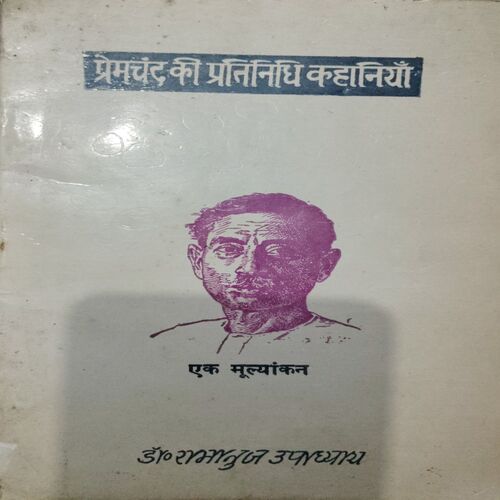 प्रेमचंद की प्रतिनिधि कहानियाँ
एक मूल्यांकन
डॉ॰ रामानुज उपाध्याय